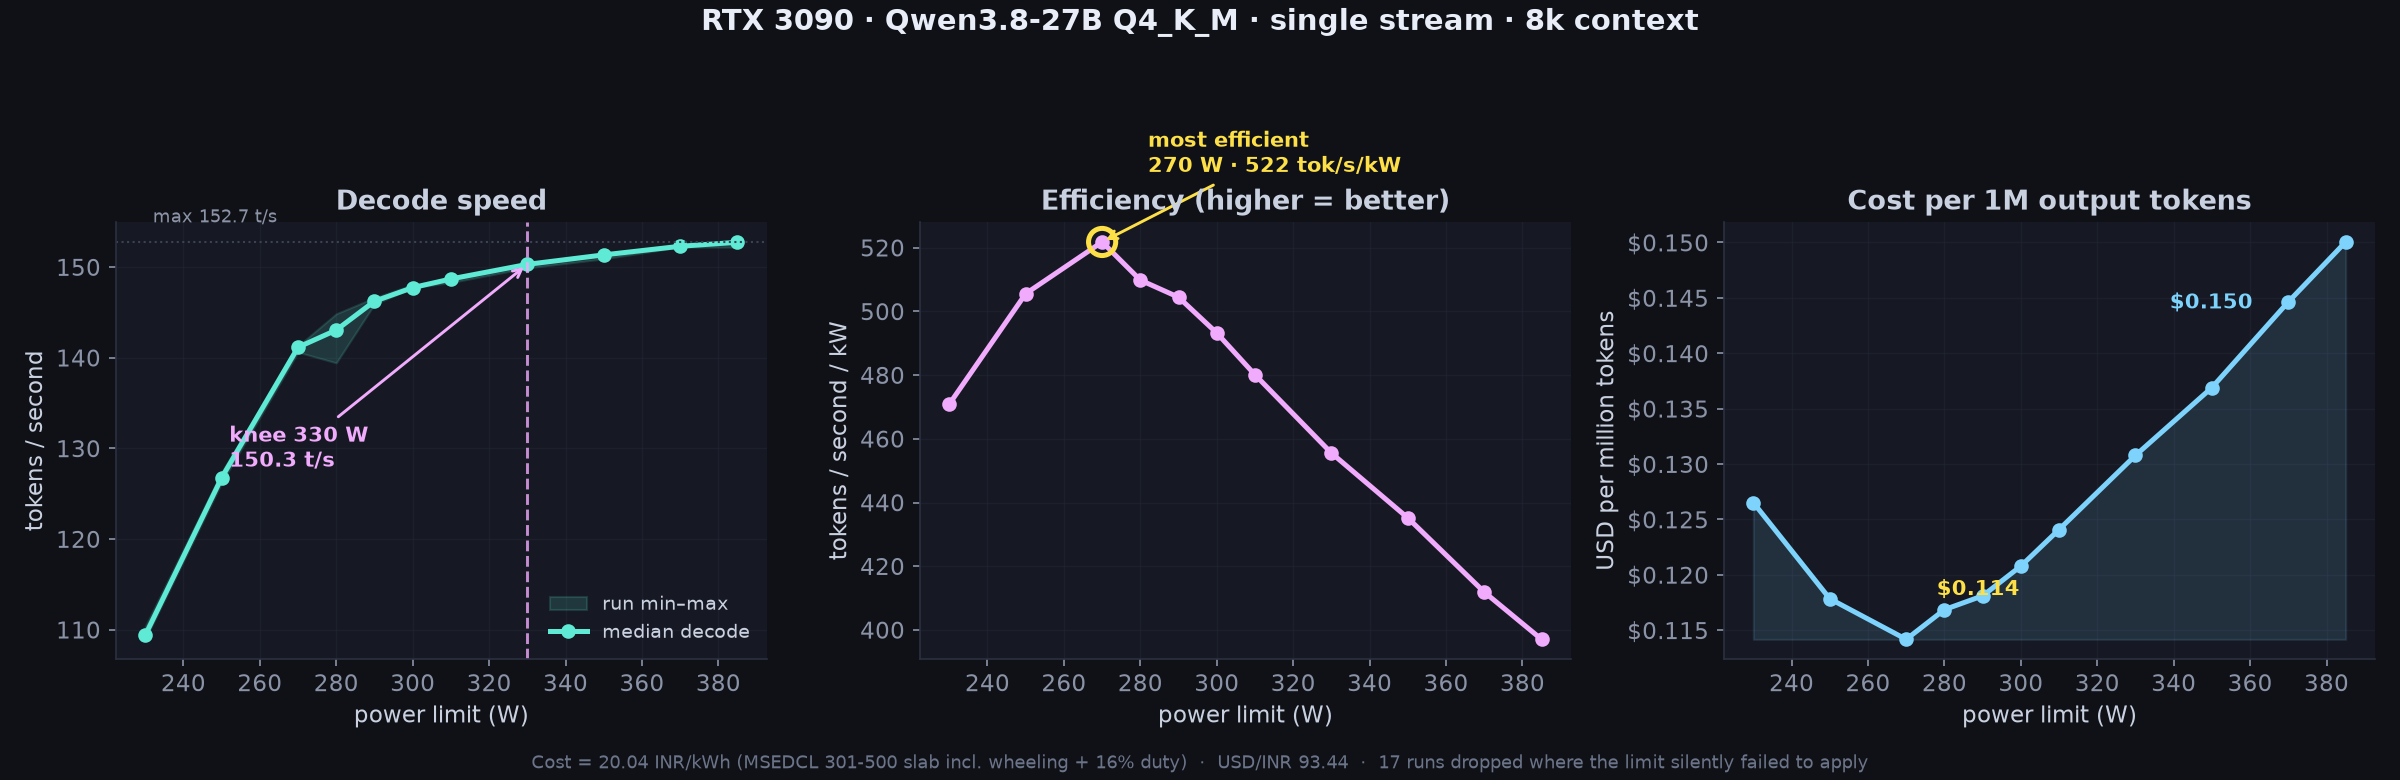 RTX 3090 · Qwen3.8-27B Q4_K_M · single stream · 8k context
Decode speed
max 152.7 t/s
tokens / second
150
140
130
120
110
knee 330 W
150.3 t/s
run min–max
median decode
240 260 280 300 320 340 360 380
power limit (W)
most efficient
270 W · 522 tok/s/kW
Efficiency (higher = better)
tokens / second / kW
520
500
480
460
440
420
400
240 260 280 300 320 340 360 380
power limit (W)
Cost per 1M output tokens
USD per million tokens
$0.150
$0.145
$0.140
$0.135
$0.130
$0.125
$0.120
$0.115
$0.150
$0.114
240 260 280 300 320 340 360 380
power limit (W)
Cost = 20.04 INR/kWh (MSEDCL 301-500 slab incl. wheeling + 16% duty) · USD/INR 93.44 · 17 runs dropped where the limit silently failed to apply